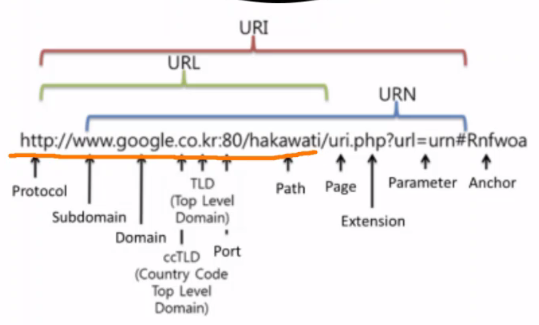 URI
URL
URN
http://www.google.co.kr:80/hakawati/uri.php?url=urn#Rnfwoa
Protocol
Subdomain
Domain
ccTLD
(Country Code
Top Level
Domain)
TLD
(Top Level
Domain)
Port
Path
Page
Extension
Parameter
Anchor